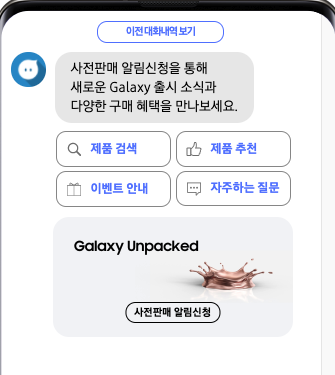 이전 대화내역 보기
사전판매 알림신청을 통해
새로운 Galaxy 출시 소식과
다양한 구매 혜택을 만나보세요.
제품 검색
제품 추천
이벤트 안내
자주하는 질문
Galaxy Unpacked
사전판매 알림신청